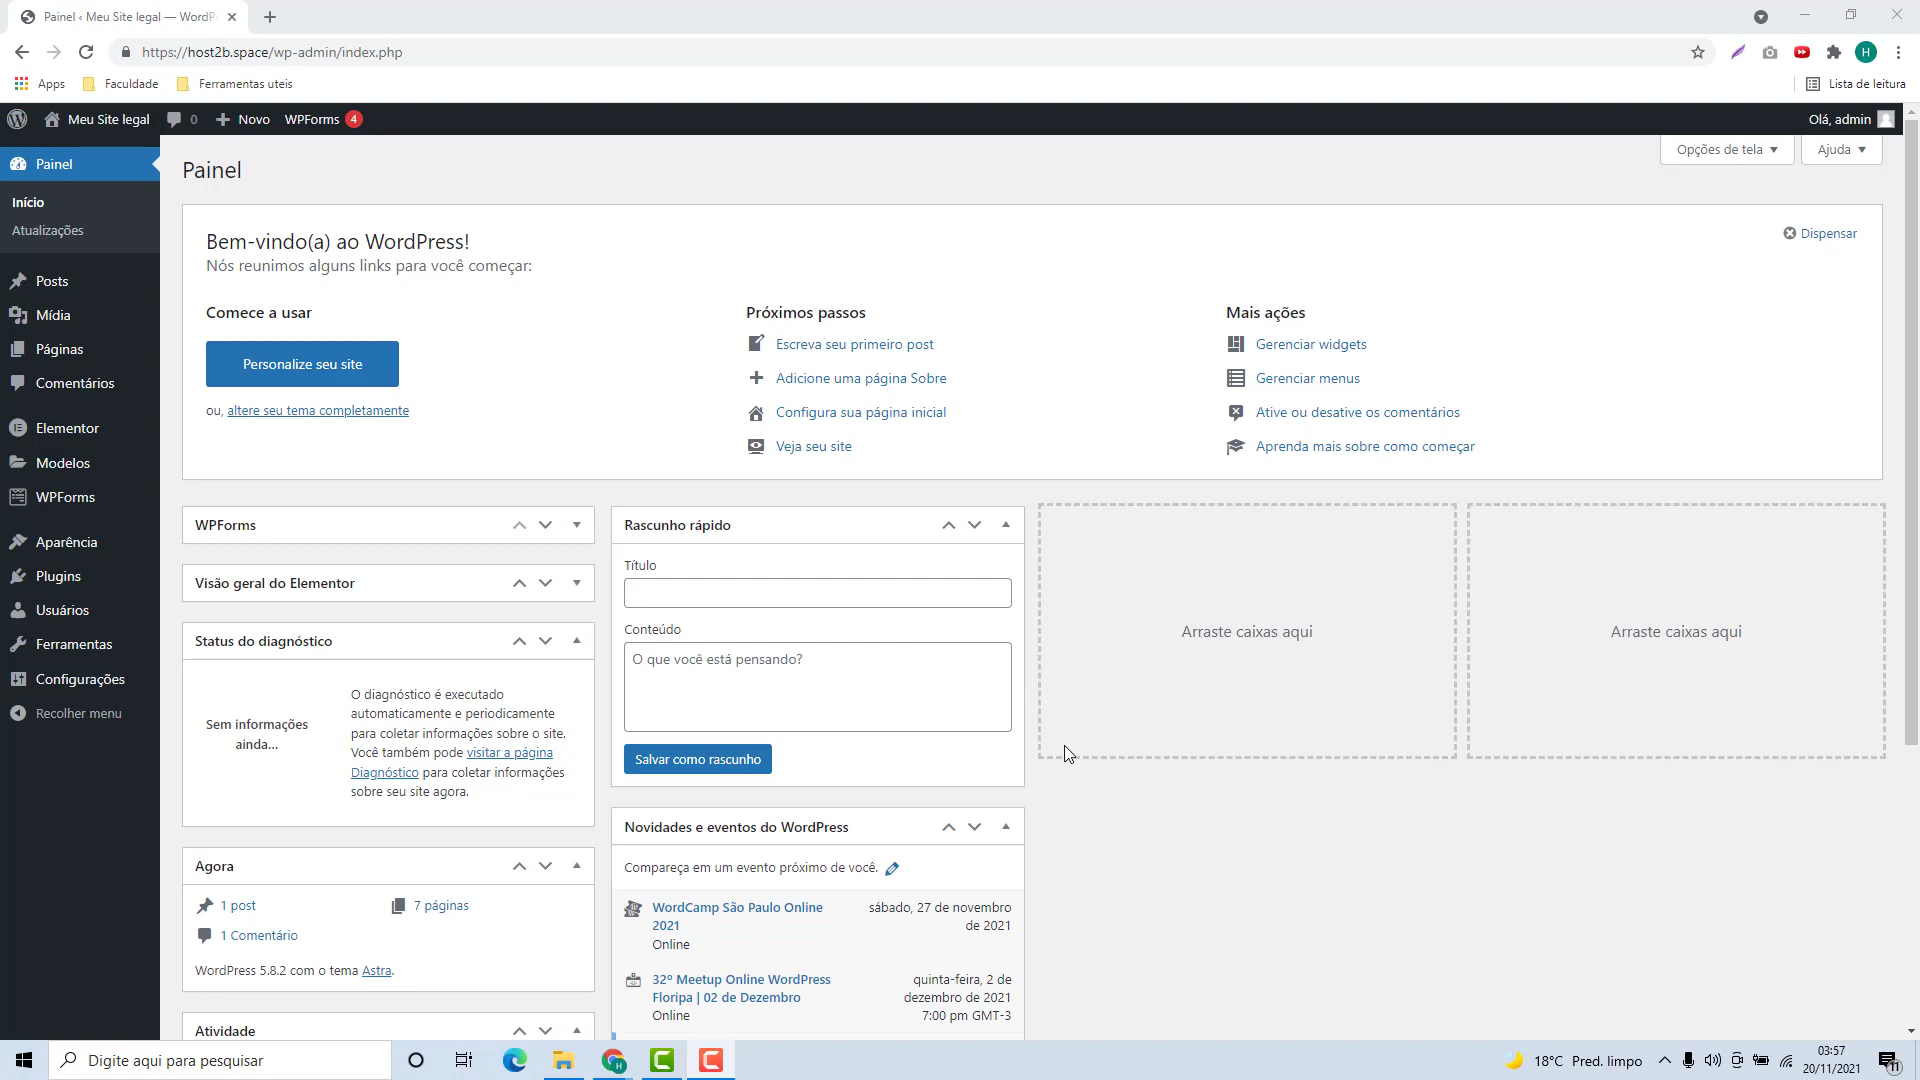 Painel ‹ Meu Site legal — WordP
https://host2b.space/wp-admin/index.php
H
Apps
Faculdade
Ferramentas uteis
Lista de leitura
Meu Site legal
0
Novo
WPForms 4
Olá, admin
Painel
Início
Atualizações
Posts
Mídia
Páginas
Comentários
Elementor
Modelos
WPForms
Aparência
Plugins
Usuários
Ferramentas
Configurações
Recolher menu
Painel
Opções de tela
Ajuda
Bem-vindo(a) ao WordPress!
Nós reunimos alguns links para você começar:
Dispensar
Comece a usar
Personalize seu site
ou, altere seu tema completamente
Próximos passos
Escreva seu primeiro post
Adicione uma página Sobre
Configura sua página inicial
Veja seu site
Mais ações
Gerenciar widgets
Gerenciar menus
Ative ou desative os comentários
Aprenda mais sobre como começar
WPForms
Visão geral do Elementor
Status do diagnóstico
Sem informações
ainda...
O diagnóstico é executado
automaticamente e periodicamente
para coletar informações sobre o site.
Você também pode visitar a página
Diagnóstico para coletar informações
sobre seu site agora.
Agora
1 post
7 páginas
1 Comentário
WordPress 5.8.2 com o tema Astra.
Atividade
Rascunho rápido
Título
Conteúdo
O que você está pensando?
Salvar como rascunho
Novidades e eventos do WordPress
Compareça em um evento próximo de você.
WordCamp São Paulo Online
2021
Online
sábado, 27 de novembro
de 2021
32º Meetup Online WordPress
Floripa | 02 de Dezembro
Online
quinta-feira, 2 de
dezembro de 2021
7:00 pm GMT-3
Arraste caixas aqui
Arraste caixas aqui
Digite aqui para pesquisar
18°C Pred. limpo
03:57
20/11/2021
11